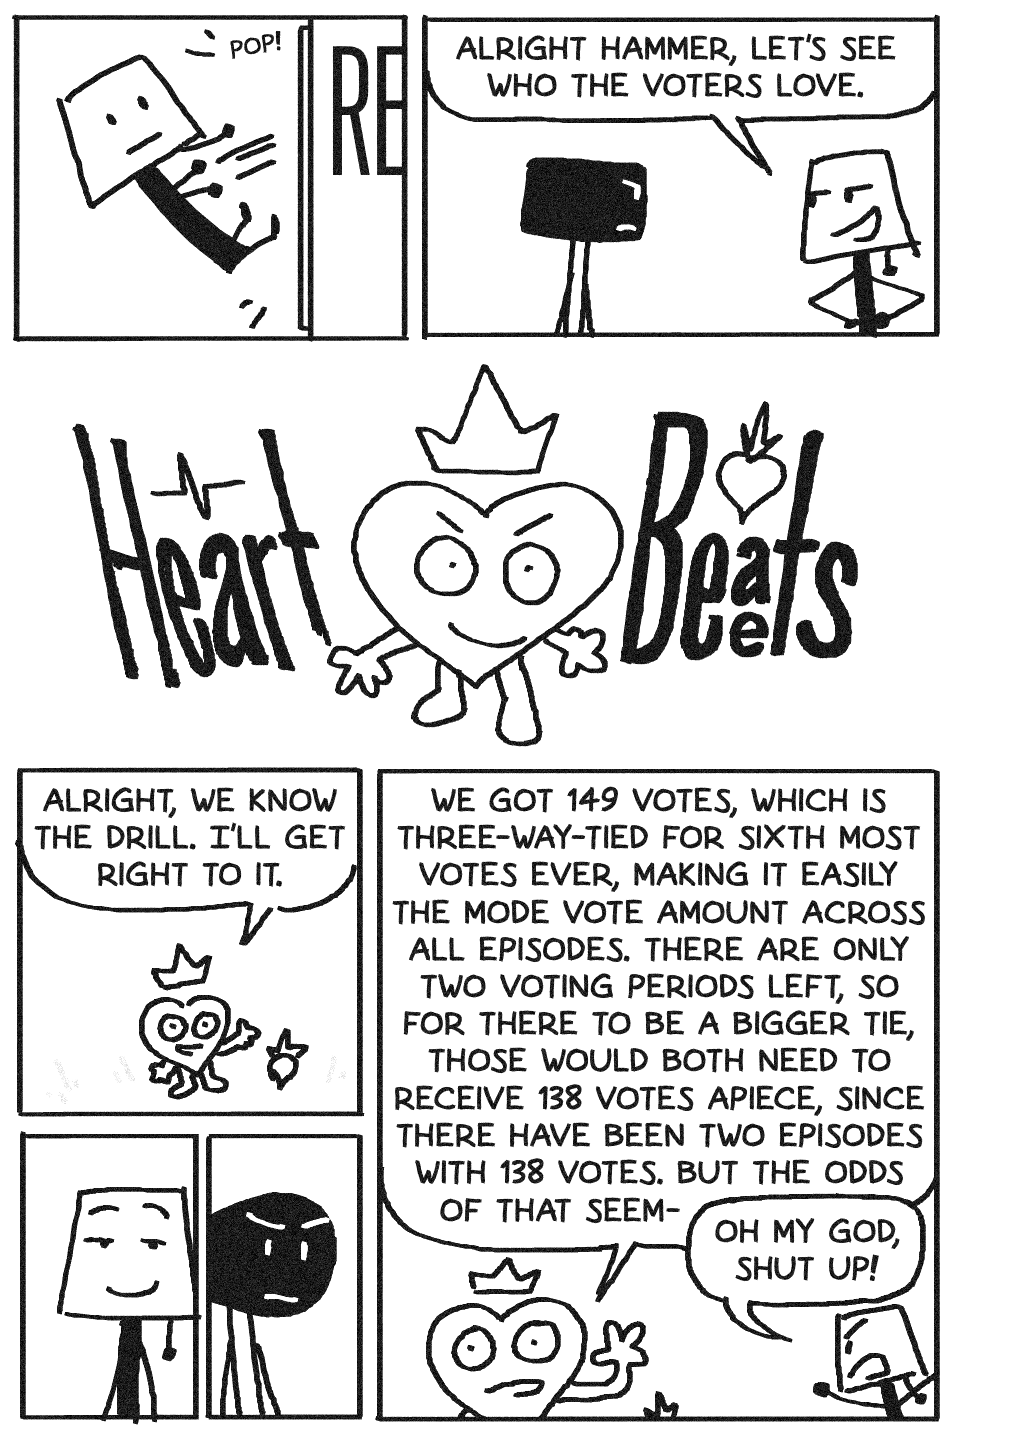 POP!
RE
ALRIGHT HAMMER, LET'S SEE
WHO THE VOTERS LOVE.
Heart Beats
e
ALRIGHT, WE KNOW
THE DRILL. I'LL GET
RIGHT TO IT.
WE GOT 149 VOTES, WHICH IS
THREE-WAY-TIED FOR SIXTH MOST
VOTES EVER, MAKING IT EASILY
THE MODE VOTE AMOUNT ACROSS
ALL EPISODES. THERE ARE ONLY
TWO VOTING PERIODS LEFT, SO
FOR THERE TO BE A BIGGER TIE,
THOSE WOULD BOTH NEED TO
RECEIVE 138 VOTES APIECE, SINCE
THERE HAVE BEEN TWO EPISODES
WITH 138 VOTES. BUT THE ODDS
OF THAT SEEM-
OH MY GOD,
SHUT UP!